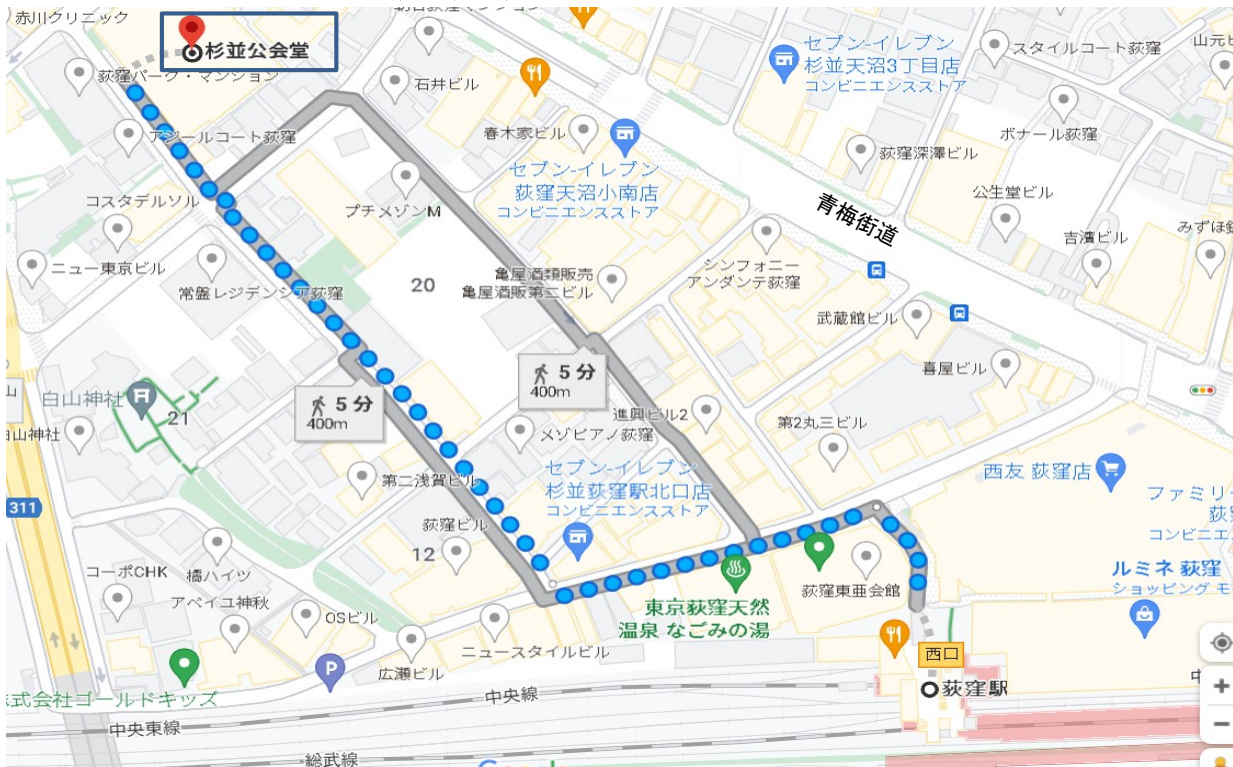 赤川クリニック
杉並公会堂
荻窪パーク・マンション
石井ビル
セブン-イレブン
杉並天沼3丁目店
コンビニエンスストア
スタイルコート荻窪
アジールコート荻窪
春木家ビル
ボナール荻窪
荻窪深澤ビル
セブン-イレブン
荻窪天沼小南店
コンビニエンスストア
コスタデルソル
プチメゾンM
公生堂ビル
青梅街道
吉濱ビル
ニュー東京ビル
常盤レジデンシア荻窪
20
亀屋酒類販売
亀屋酒販第二ビル
シンフォニー
アンダンテ荻窪
武蔵館ビル
喜屋ビル
5 分
400m
5 分
400m
白山神社
21
白山神社
進興ビル2
第2丸三ビル
メゾピアノ荻窪
セブン-イレブン
杉並荻窪駅北口店
コンビニエンスストア
西友 荻窪店
第二浅賀ビル
311
荻窪ビル
12
コーポCHK
橋ハイツ
アベイユ神秋
OSビル
荻窪東亜会館
ルミネ 荻窪
東京荻窪天然
温泉 なごみの湯
ニュースタイルビル
広瀬ビル
P
西口
荻窪駅
式会社ゴールドキッズ
中央線
中央東線
総武線